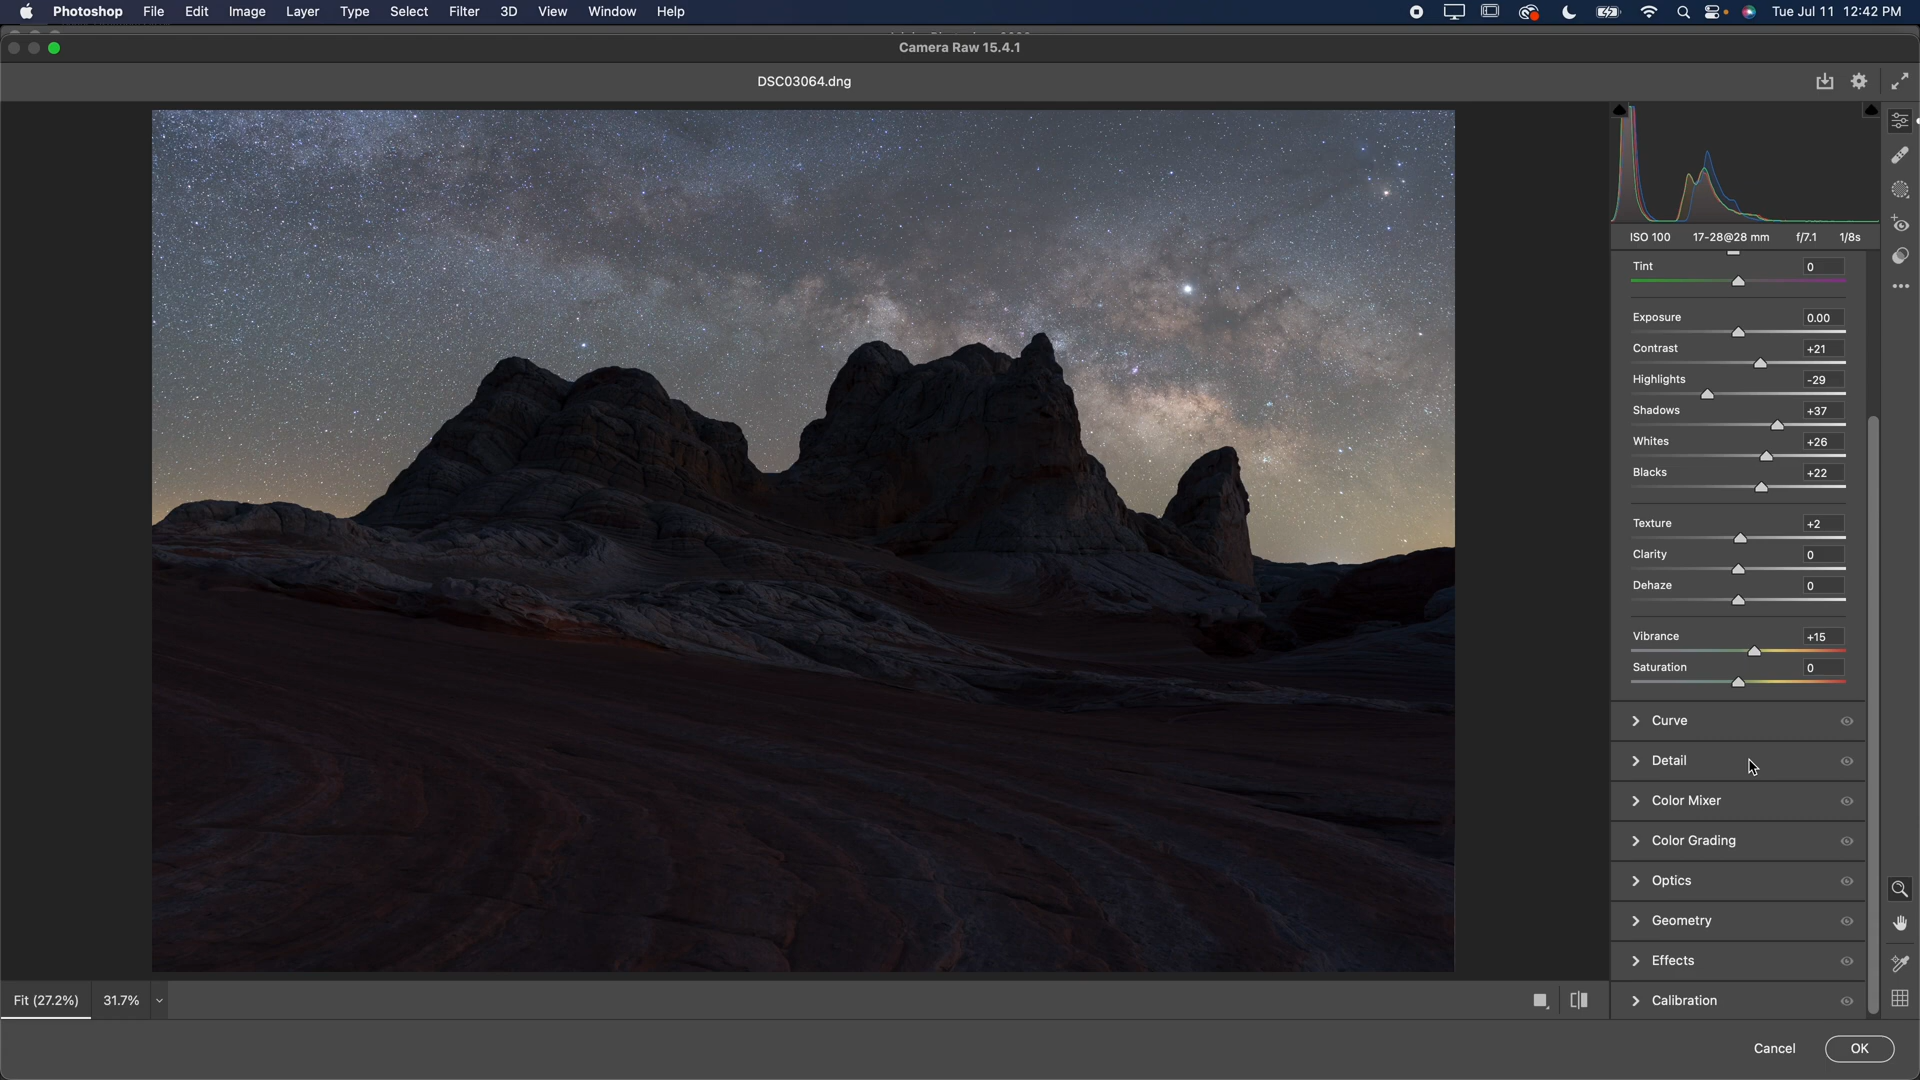 Photoshop File Edit Image Layer Type Select Filter 3D View Window Help Tue Jul 11 12:42 PM
Camera Raw 15.4.1
DSC03064.dng
ISO 100 17-28@28 mm f/7.1 1/8s
Tint 0
Exposure 0.00
Contrast +21
Highlights -29
Shadows +37
Whites +26
Blacks +22
Texture +2
Clarity 0
Dehaze 0
Vibrance +15
Saturation 0
Curve
Detail
Color Mixer
Color Grading
Optics
Geometry
Effects
Calibration
Fit (27.2%) 31.7%
Cancel OK